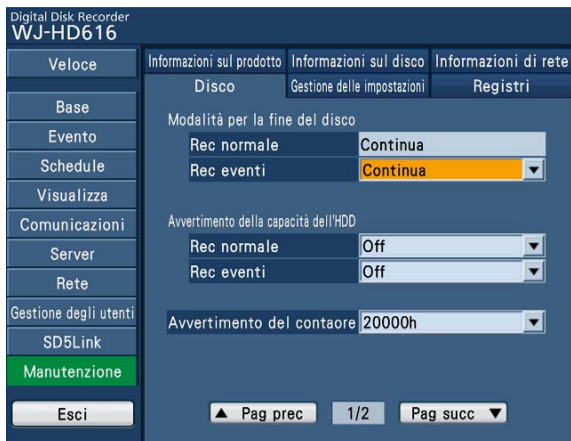 Digital Disk Recorder
WJ-HD616
Veloce
Base
Evento
Schedule
Visualizza
Comunicazioni
Server
Rete
Gestione degli utenti
SD5Link
Manutenzione
Esci
Informazioni sul prodotto Informazioni sul disco Informazioni di rete
Disco Gestione delle impostazioni Registri
Modalità per la fine del disco
Rec normale Continua
Rec eventi Continua
Avvertimento della capacità dell'HDD
Rec normale Off
Rec eventi Off
Avvertimento del contaore 20000h
Pag prec 1/2 Pag succ